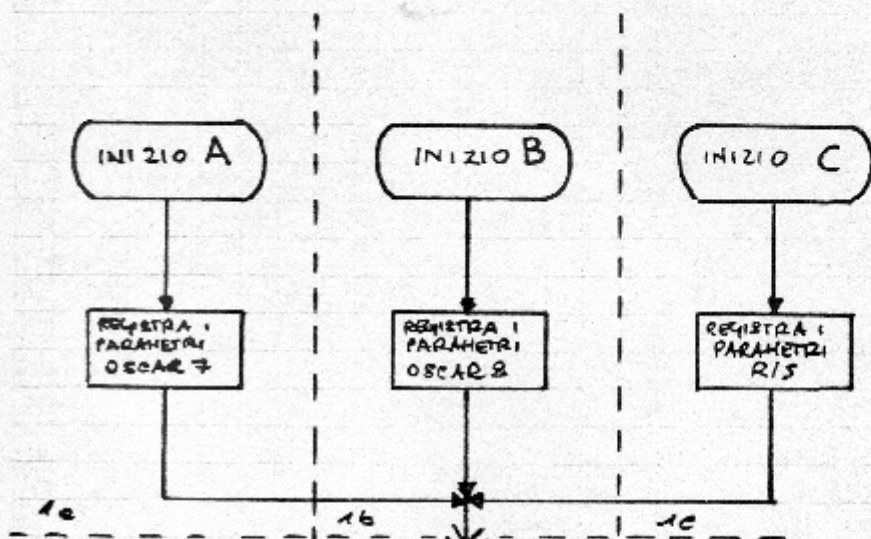 INIZIO A
INIZIO B
INIZIO C
REGISTRA I
PARAMETRI
OSCAR 7
REGISTRA I
PARAMETRI
OSCAR 8
REGISTRA I
PARAMETRI
R/S
1a
1b
1c